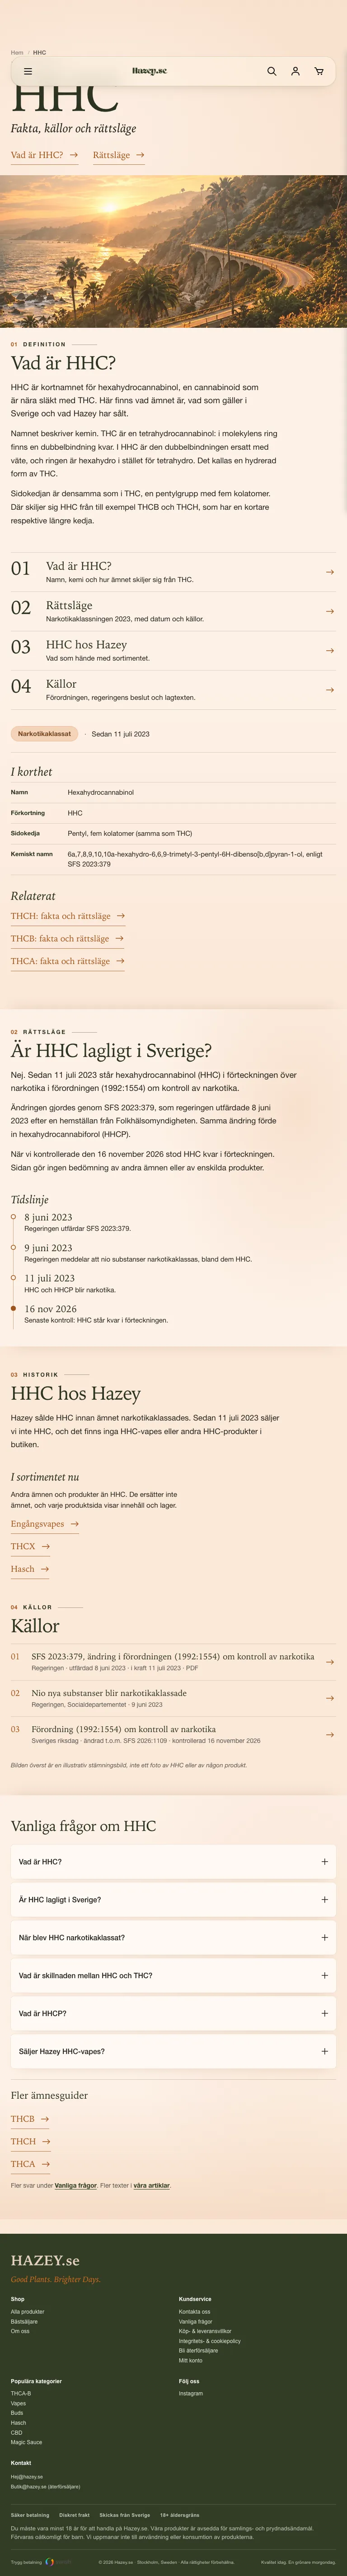 Hem / HHC
Hazey.se
HHC
Fakta, källor och rättsläge
Vad är HHC? → Rättsläge →
01 DEFINITION
Vad är HHC?
HHC är kortnamnet för hexahydrocannabinol, en cannabinoid som
är nära släkt med THC. Här finns vad ämnet är, vad som gäller i
Sverige och vad Hazey har sålt.
Namnet beskriver kemin. THC är en tetrahydrocannabinol: i molekylens ring
finns en dubbelbindning kvar. I HHC är den dubbelbindningen ersatt med
väte, och ringen är hexahydro i stället för tetrahydro. Det kallas en hydrerad
form av THC.
Sidokedjan är densamma som i THC, en pentylgrupp med fem kolatomer.
Där skiljer sig HHC från till exempel THCB och THCH, som har en kortare
respektive längre kedja.
01 Vad är HHC? →
Namn, kemi och hur ämnet skiljer sig från THC.
02 Rättsläge →
Narkotikaklassningen 2023, med datum och källor.
03 HHC hos Hazey →
Vad som hände med sortimentet.
04 Källor →
Förordningen, regeringens beslut och lagtexten.
Narkotikaklassat · Sedan 11 juli 2023
I korthet
Namn Hexahydrocannabinol
Förkortning HHC
Sidokedja Pentyl, fem kolatomer (samma som THC)
Kemiskt namn 6a,7,8,9,10,10a-hexahydro-6,6,9-trimetyl-3-pentyl-6H-dibenso[b,d]pyran-1-ol, enligt
SFS 2023:379
Relaterat
THCH: fakta och rättsläge →
THCB: fakta och rättsläge →
THCA: fakta och rättsläge →
02 RÄTTSLÄGE
Är HHC lagligt i Sverige?
Nej. Sedan 11 juli 2023 står hexahydrocannabinol (HHC) i förteckningen över
narkotika i förordningen (1992:1554) om kontroll av narkotika.
Ändringen gjordes genom SFS 2023:379, som regeringen utfärdade 8 juni
2023 efter en hemställan från Folkhälsomyndigheten. Samma ändring förde
in hexahydrocannabiforol (HHCP).
När vi kontrollerade den 16 november 2026 stod HHC kvar i förteckningen.
Sidan gör ingen bedömning av andra ämnen eller av enskilda produkter.
Tidslinje
8 juni 2023
Regeringen utfärdar SFS 2023:379.
9 juni 2023
Regeringen meddelar att nio substanser narkotikaklassas, bland dem HHC.
11 juli 2023
HHC och HHCP blir narkotika.
16 nov 2026
Senaste kontroll: HHC står kvar i förteckningen.
03 HISTORIK
HHC hos Hazey
Hazey sålde HHC innan ämnet narkotikaklassades. Sedan 11 juli 2023 säljer
vi inte HHC, och det finns inga HHC-vapes eller andra HHC-produkter i
butiken.
I sortimentet nu
Andra ämnen och produkter än HHC. De ersätter inte
ämnet, och varje produktsida visar innehåll och lager.
Engångsvapes →
THCX →
Hasch →
04 KÄLLOR
Källor
01 SFS 2023:379, ändring i förordningen (1992:1554) om kontroll av narkotika →
Regeringen · utfärdad 8 juni 2023 · i kraft 11 juli 2023 · PDF
02 Nio nya substanser blir narkotikaklassade →
Regeringen, Socialdepartementet · 9 juni 2023
03 Förordning (1992:1554) om kontroll av narkotika →
Sveriges riksdag · ändrad t.o.m. SFS 2026:1109 · kontrollerad 16 november 2026
Bilden överst är en illustrativ stämningsbild, inte ett foto av HHC eller av någon produkt.
Vanliga frågor om HHC
Vad är HHC? +
Är HHC lagligt i Sverige? +
När blev HHC narkotikaklassat? +
Vad är skillnaden mellan HHC och THC? +
Vad är HHCP? +
Säljer Hazey HHC-vapes? +
Fler ämnesguider
THCB →
THCH →
THCA →
Fler svar under Vanliga frågor. Fler texter i våra artiklar.
HAZEY.se
Good Plants. Brighter Days.
Shop
Alla produkter
Bästsäljare
Om oss
Kundservice
Kontakta oss
Vanliga frågor
Köp- & leveransvillkor
Integritets- & cookiepolicy
Bli återförsäljare
Mitt konto
Populära kategorier
THCA-B
Vapes
Buds
Hasch
CBD
Magic Sauce
Följ oss
Instagram
Kontakt
Hej@hazey.se
Butik@hazey.se (återförsäljare)
Säker betalning Diskret frakt Skickas från Sverige 18+ åldersgräns
Du måste vara minst 18 år för att handla på Hazey.se. Våra produkter är avsedda för samlings- och prydnadsändamål.
Förvaras oåtkomligt för barn. Vi uppmanar inte till användning eller konsumtion av produkterna.
Trygg betalning
© 2026 Hazey.se · Stockholm, Sweden · Alla rättigheter förbehållna.
Kvalitet idag. En grönare morgondag.